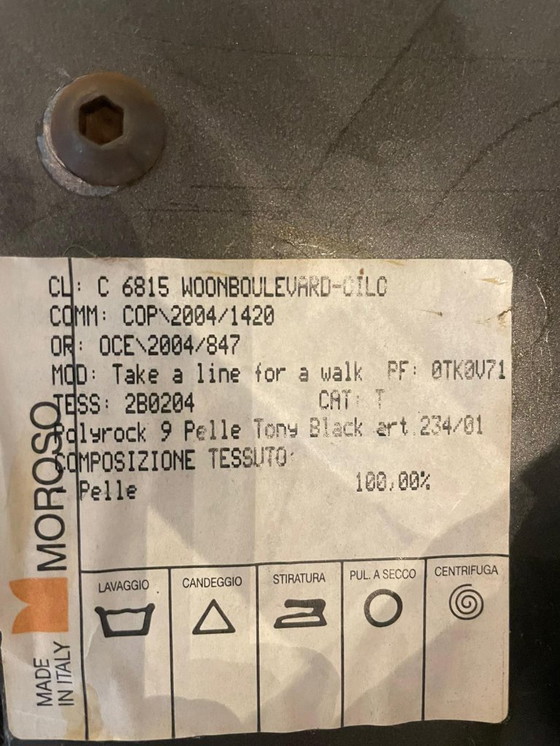 CL: C 6815 WOONBOULEVARD-CILC
COMM: COP\2004/1420
OR: OCE\2004/847
MOD: Take a line for a walk PF: 0TK0V71
TESS: 2B0204 CAT: T
Polyrock 9 Pelle Tony Black art.234/01
COMPOSIZIONE TESSUTO
Pelle 100,00%
MOROSO
MADE
IN ITALY
LAVAGGIO CANDEGGIO STIRATURA PUL. A SECCO CENTRIFUGA